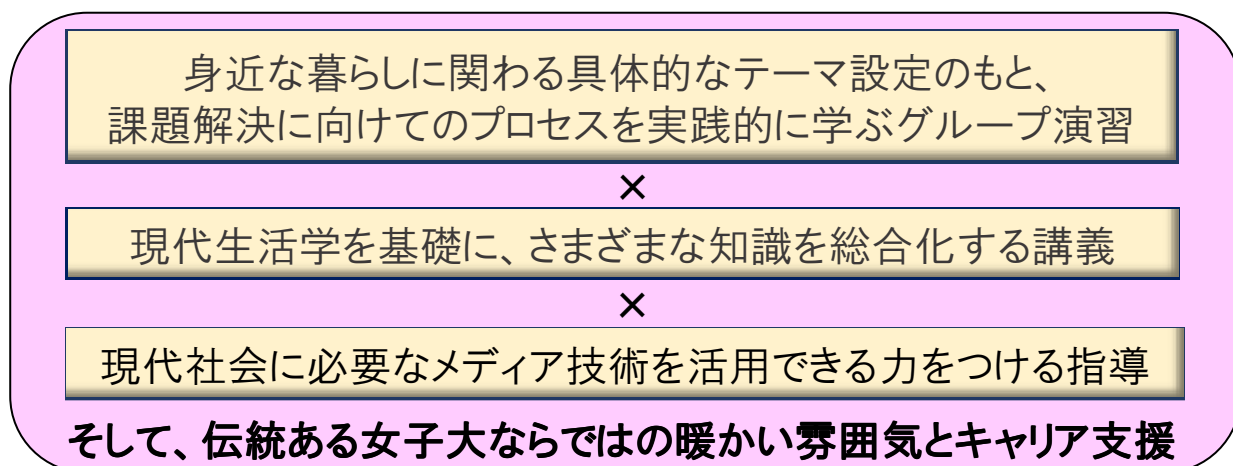 身近な暮らしに関わる具体的なテーマ設定のもと、
課題解決に向けてのプロセスを実践的に学ぶグループ演習
×
現代生活学を基礎に、さまざまな知識を総合化する講義
×
現代社会に必要なメディア技術を活用できる力をつける指導
そして、伝統ある女子大ならではの暖かい雰囲気とキャリア支援